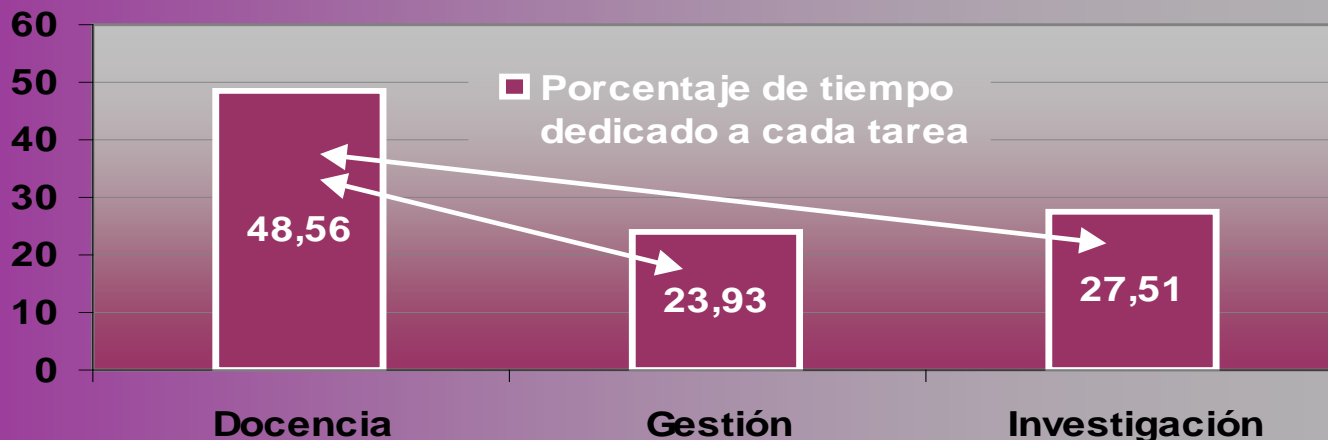 60
50
40
30
20
10
0
Porcentaje de tiempo
dedicado a cada tarea
48,56
23,93
27,51
Docencia
Gestión
Investigación